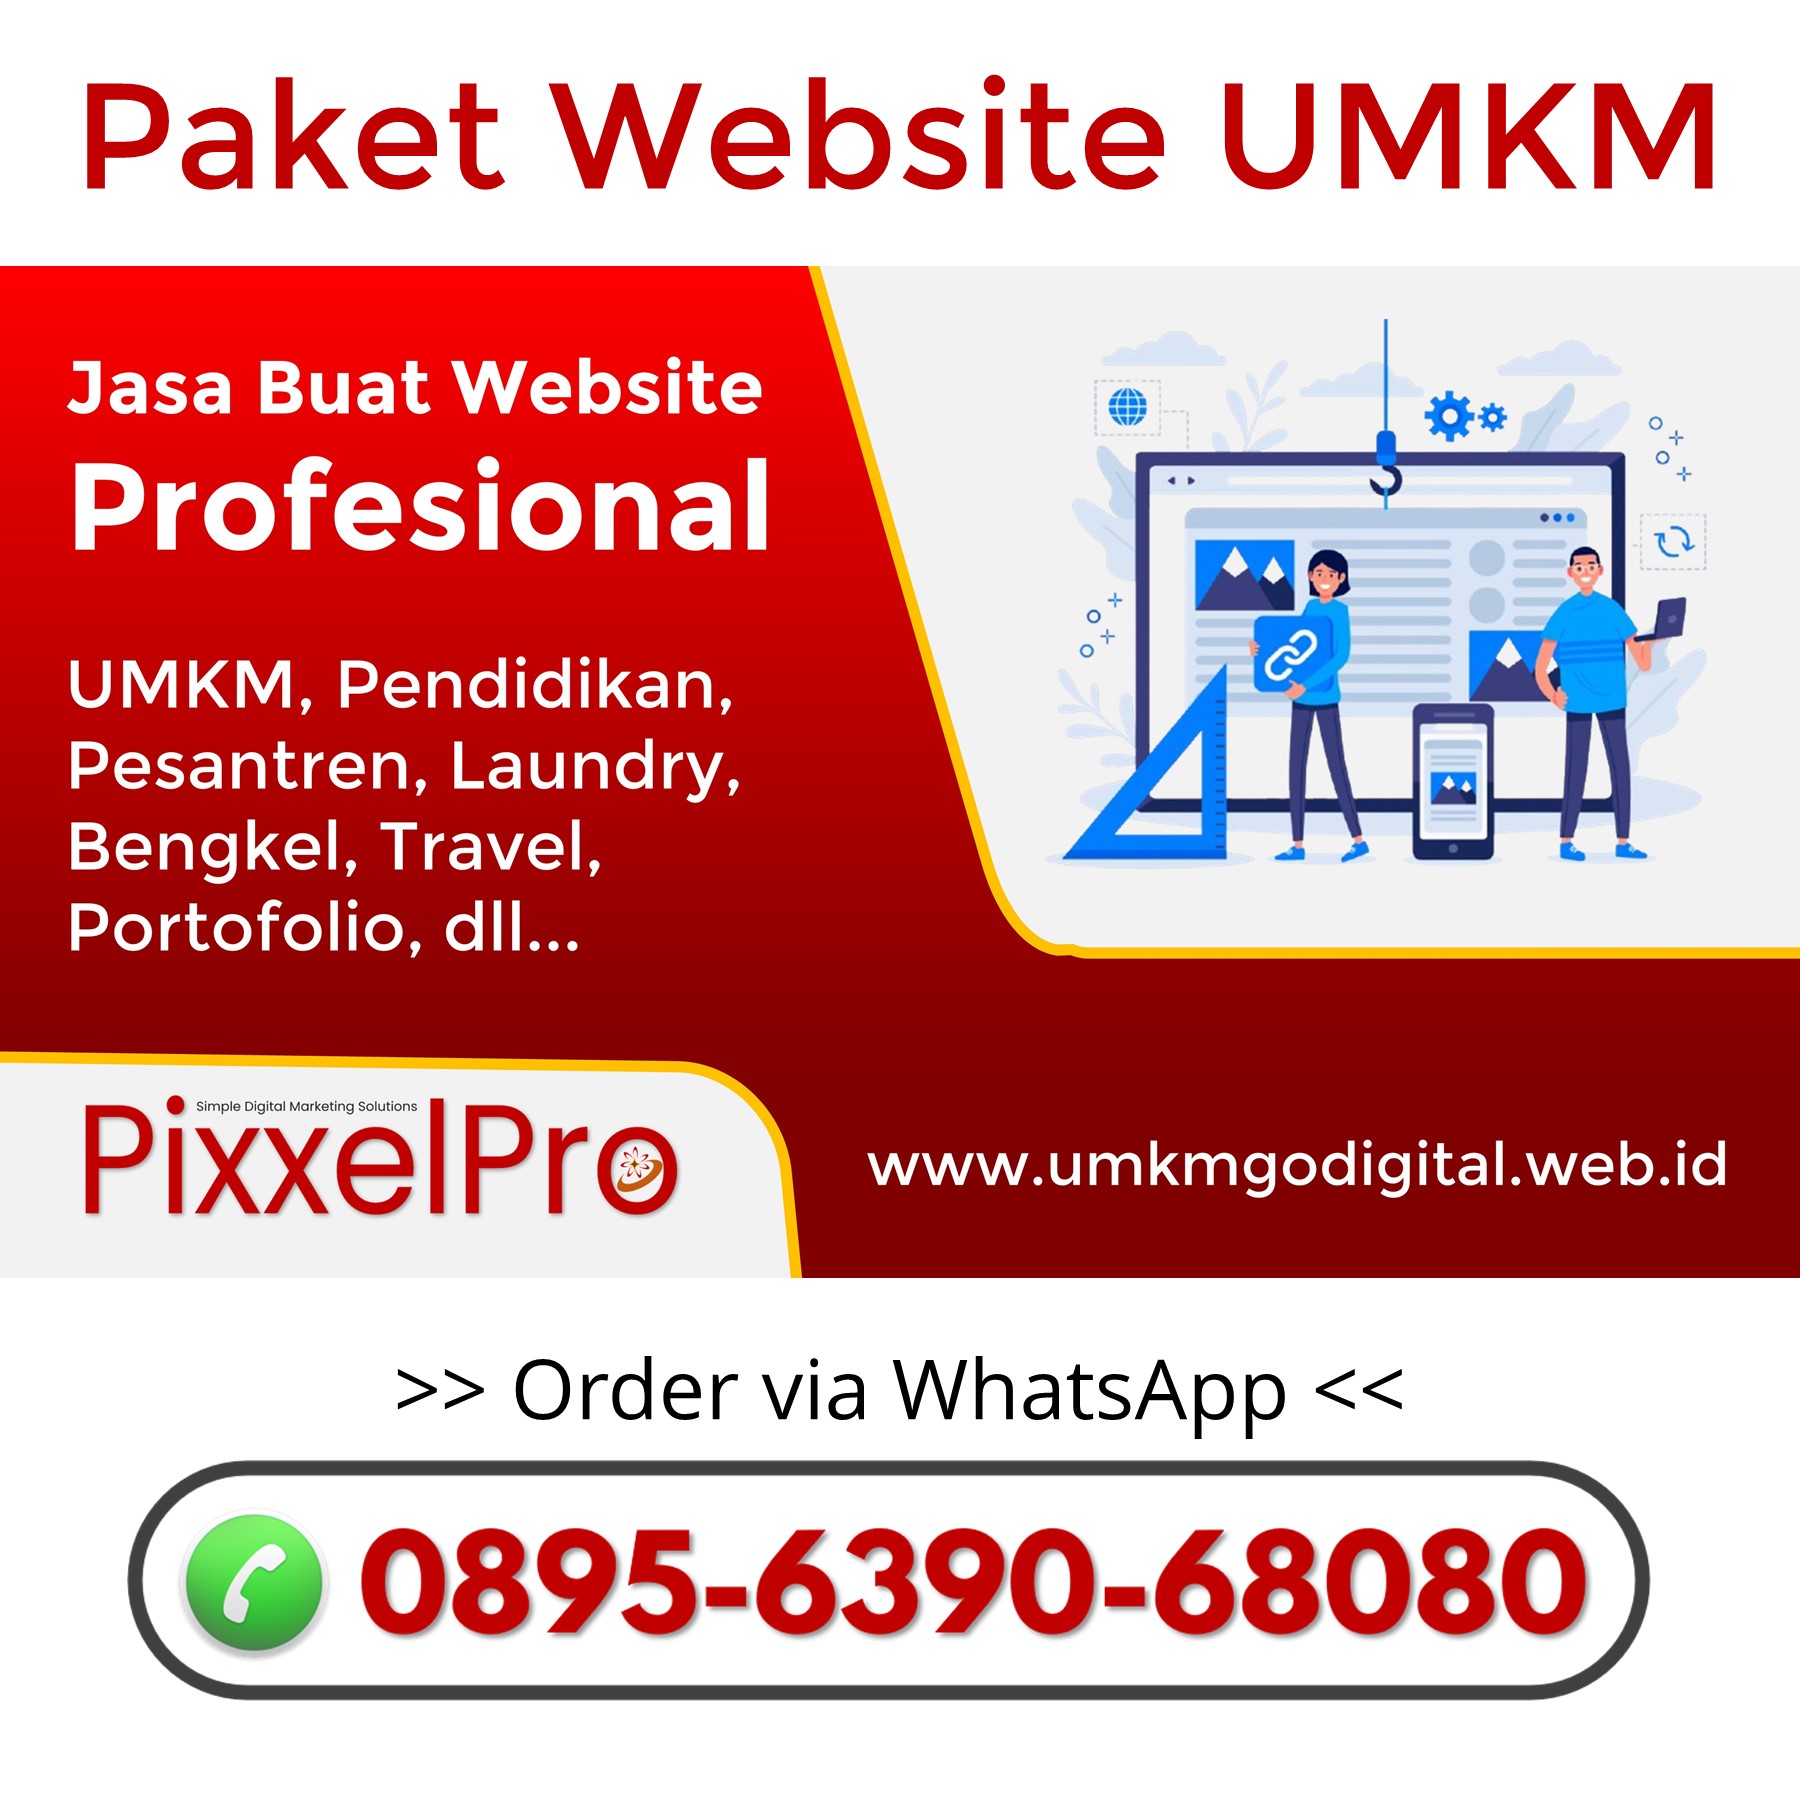 Paket Website UMKM
Jasa Buat Website
Profesional
UMKM, Pendidikan,
Pesantren, Laundry,
Bengkel, Travel,
Portofolio, dll...
Simple Digital Marketing Solutions
PixxelPro
www.umkmgodigital.web.id
>> Order via WhatsApp <<
0895-6390-68080